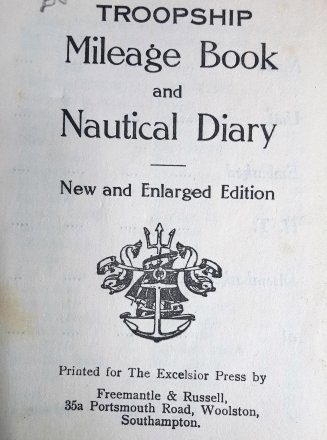 TROOPSHIP
Mileage Book
and
Nautical Diary
New and Enlarged Edition
Printed for The Excelsior Press by
Freemantle & Russell,
35a Portsmouth Road, Woolston,
Southampton.